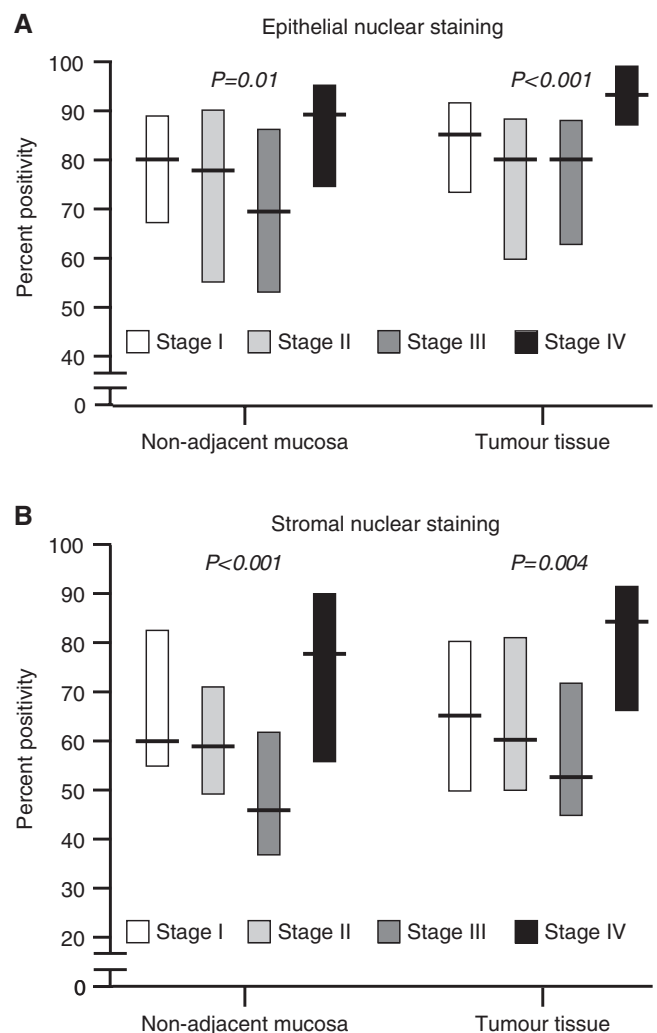 A
Epithelial nuclear staining
Percent positivity
100
90
80
70
60
50
40
0
P=0.01
P<0.001
Stage I
Stage II
Stage III
Stage IV
Non-adjacent mucosa
Tumour tissue
B
Stromal nuclear staining
Percent positivity
100
90
80
70
60
50
40
30
20
0
P<0.001
P=0.004
Stage I
Stage II
Stage III
Stage IV
Non-adjacent mucosa
Tumour tissue